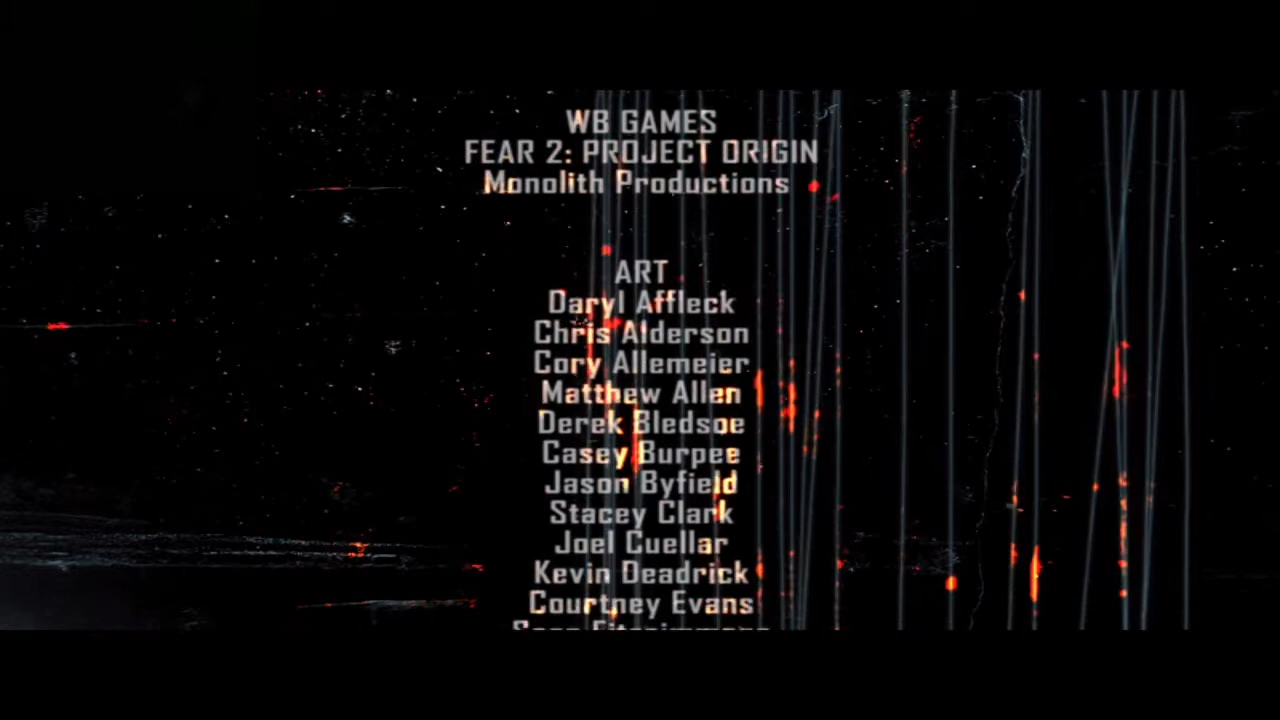 WB GAMES
FEAR 2: PROJECT ORIGIN
Monolith Productions
ART
Daryl Affleck
Chris Alderson
Cory Allemeier
Matthew Allen
Derek Bledsoe
Casey Burpee
Jason Byfield
Stacey Clark
Joel Cuellar
Kevin Deadrick
Courtney Evans